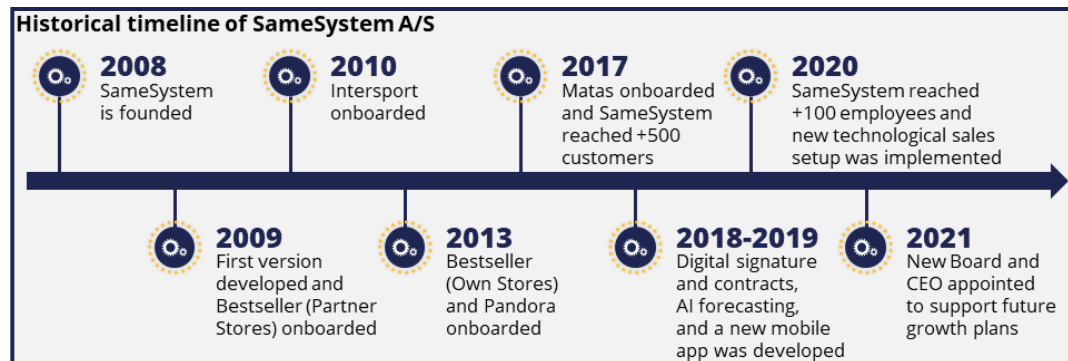 Historical timeline of SameSystem A/S
2008
SameSystem
is founded
2010
Intersport
onboarded
2017
Matas onboarded
and SameSystem
reached +500
customers
2020
SameSystem reached
+100 employees and
new technological sales
setup was implemented
2009
First version
developed and
Bestseller (Partner
Stores) onboarded
2013
Bestseller
(Own Stores)
and Pandora
onboarded
2018-2019
Digital signature
and contracts,
AI forecasting,
and a new mobile
app was developed
2021
New Board and
CEO appointed
to support future
growth plans